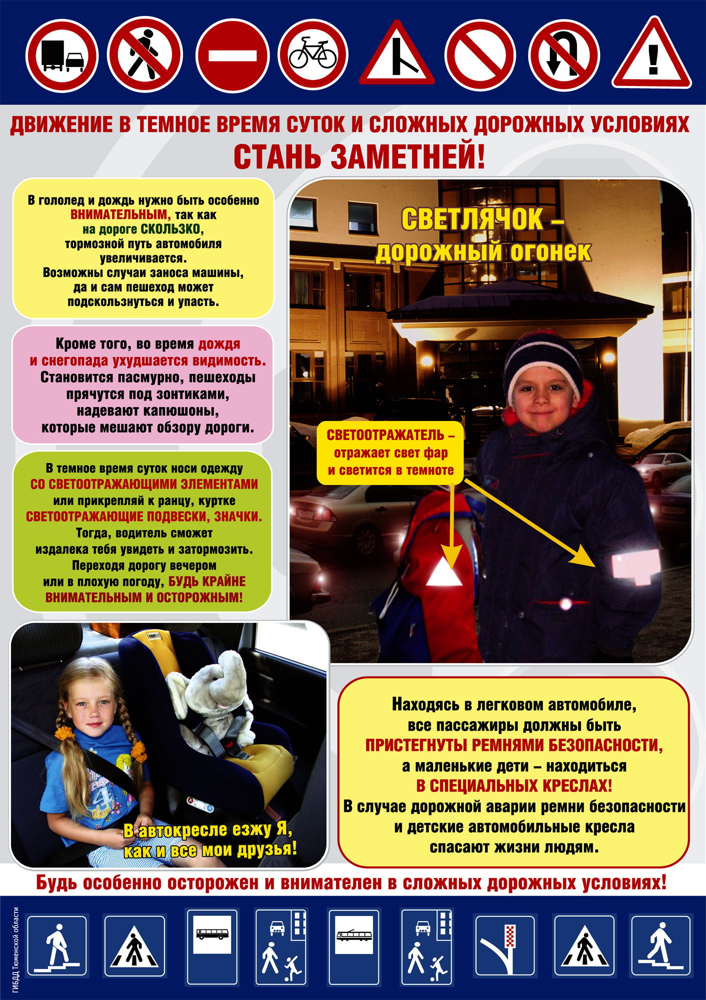 ДВИЖЕНИЕ В ТЕМНОЕ ВРЕМЯ СУТОК И СЛОЖНЫХ ДОРОЖНЫХ УСЛОВИЯХ
СТАНЬ ЗАМЕТНЕЙ!
В гололед и дождь нужно быть особенно
ВНИМАТЕЛЬНЫМ, так как
на дороге СКОЛЬЗКО,
тормозной путь автомобиля
увеличивается.
Возможны случаи заноса машины,
да и сам пешеход может
подскользнуться и упасть.
Кроме того, во время дождя
и снегопада ухудшается видимость.
Становится пасмурно, пешеходы
прячутся под зонтиками,
надевают капюшоны,
которые мешают обзору дороги.
В темное время суток носи одежду
СО СВЕТООТРАЖАЮЩИМИ ЭЛЕМЕНТАМИ
или прикрепляй к ранцу, куртке
СВЕТООТРАЖАЮЩИЕ ПОДВЕСКИ, ЗНАЧКИ.
Тогда, водитель сможет
издалека тебя увидеть и затормозить.
Переходя дорогу вечером
или в плохую погоду, БУДЬ КРАЙНЕ
ВНИМАТЕЛЬНЫМ И ОСТОРОЖНЫМ!
СВЕТЛЯЧОК –
дорожный огонек
СВЕТООТРАЖАТЕЛЬ –
отражает свет фар
и светится в темноте
cam
4
4
4
В автокресле езжу Я,
как и все мои друзья!
Находясь в легковом автомобиле,
все пассажиры должны быть
ПРИСТЕГНУТЫ РЕМНЯМИ БЕЗОПАСНОСТИ,
а маленькие дети – находиться
В СПЕЦИАЛЬНЫХ КРЕСЛАХ!
В случае дорожной аварии ремни безопасности
и детские автомобильные кресла
спасают жизни людям.
Будь особенно осторожен и внимателен в сложных дорожных условиях!
ГИБДД Тюменской области